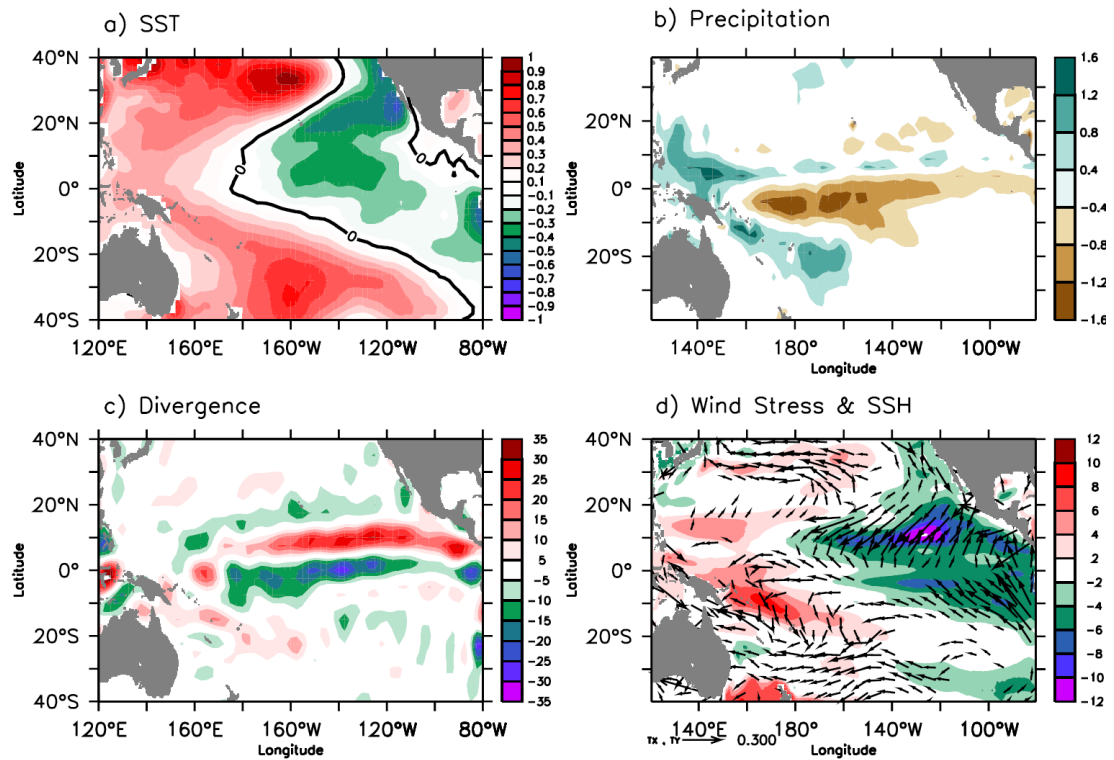 a) SST
40°N
20°N
0°
20°S
40°S
Latitude
120°E
160°E
160°W
120°W
80°W
Longitude
0
0
0
1
0.9
0.8
0.7
0.6
0.5
0.4
0.3
0.2
0.1
-0.1
-0.2
-0.3
-0.4
-0.5
-0.6
-0.7
-0.8
-0.9
-1
b) Precipitation
20°N
0°
20°S
Latitude
140°E
180°
140°W
100°W
Longitude
1.6
1.2
0.8
0.4
-0.4
-0.8
-1.2
-1.6
c) Divergence
40°N
20°N
0°
20°S
40°S
Latitude
120°E
160°E
160°W
120°W
80°W
Longitude
35
30
25
20
15
10
5
-5
-10
-15
-20
-25
-30
-35
d) Wind Stress & SSH
40°N
20°N
0°
20°S
40°S
Latitude
140°E
180°
140°W
100°W
TX , TY 0.300
Longitude
12
10
8
6
4
2
-2
-4
-6
-8
-10
-12